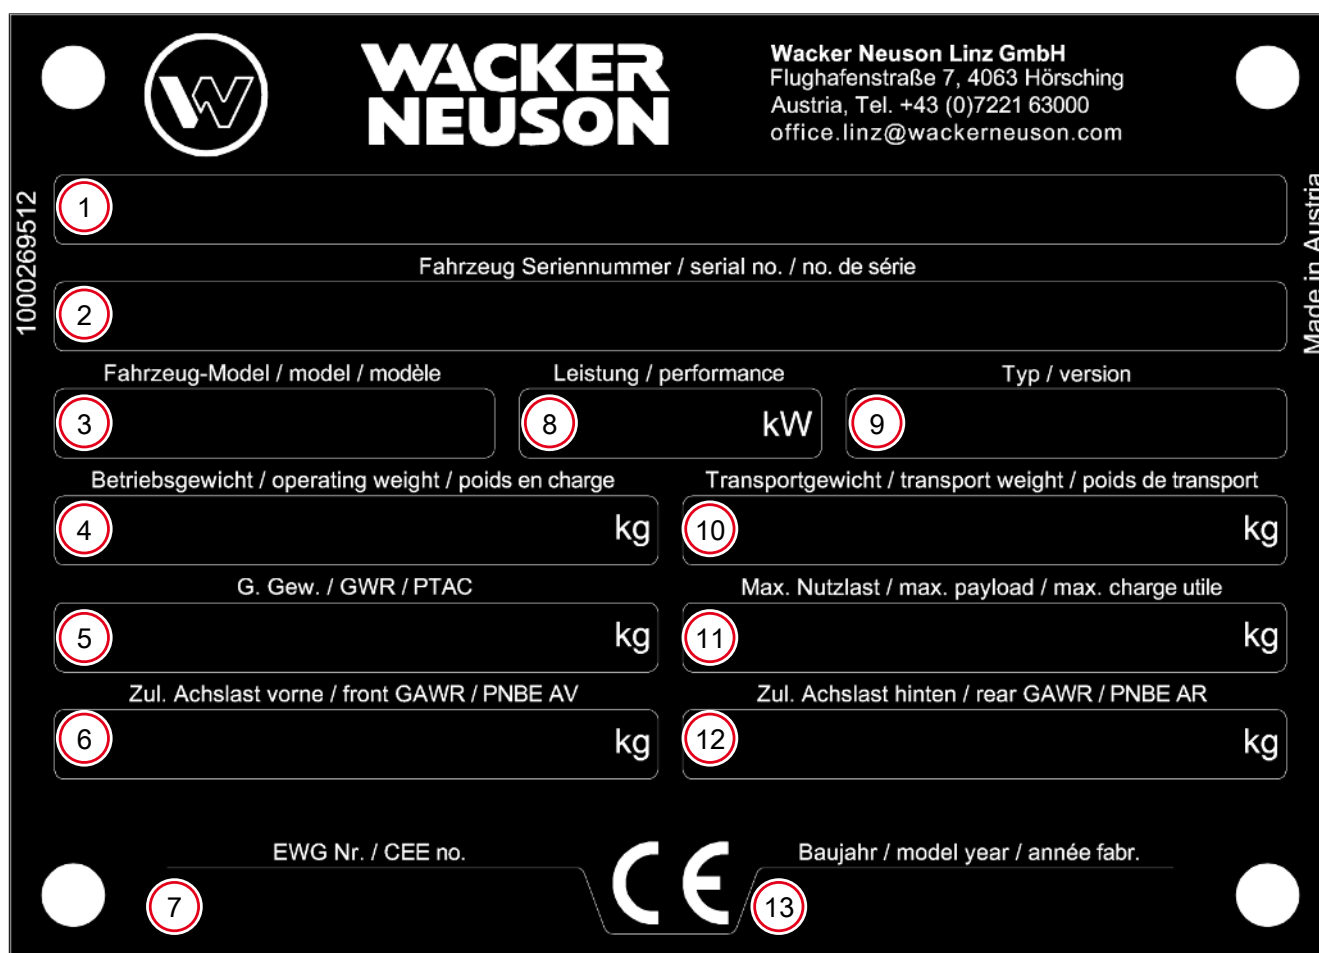 WACKER
NEUSON
Wacker Neuson Linz GmbH
Flughafenstraße 7, 4063 Hörsching
Austria, Tel. +43 (0)7221 63000
office.linz@wackerneuson.com
1000269512
Made in Austria
1
Fahrzeug Seriennummer / serial no. / no. de série
2
Fahrzeug-Model / model / modèle
Leistung / performance
Typ / version
3
8 kW
9
Betriebsgewicht / operating weight / poids en charge
Transportgewicht / transport weight / poids de transport
4 kg
10 kg
G. Gew. / GWR / PTAC
Max. Nutzlast / max. payload / max. charge utile
5 kg
11 kg
Zul. Achslast vorne / front GAWR / PNBE AV
Zul. Achslast hinten / rear GAWR / PNBE AR
6 kg
12 kg
EWG Nr. / CEE no.
CE
Baujahr / model year / année fabr.
7
13